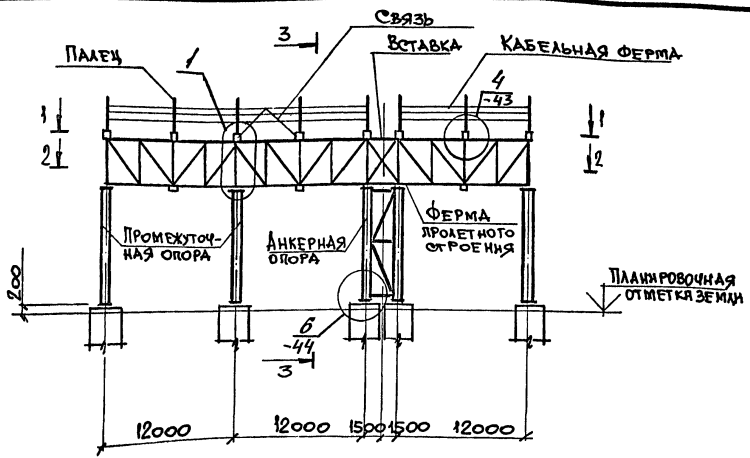 СВЯЗЬ
3
ВСТАВКА
КАБЕЛЬНАЯ ФЕРМА
ПАЛЕЦ
1
4
-43
1
1
2
2
ФЕРМА
ПРОЛЕТНОГО
СТРОЕНИЯ
ПРОМЕЖУТОЧ-
НАЯ ОПОРА
АНКЕРНАЯ
ОПОРА
200
ПЛАНИРОВОЧНАЯ
ОТМЕТКА ЗЕМЛИ
6
-44
3
12000
12000
1500
1500
12000